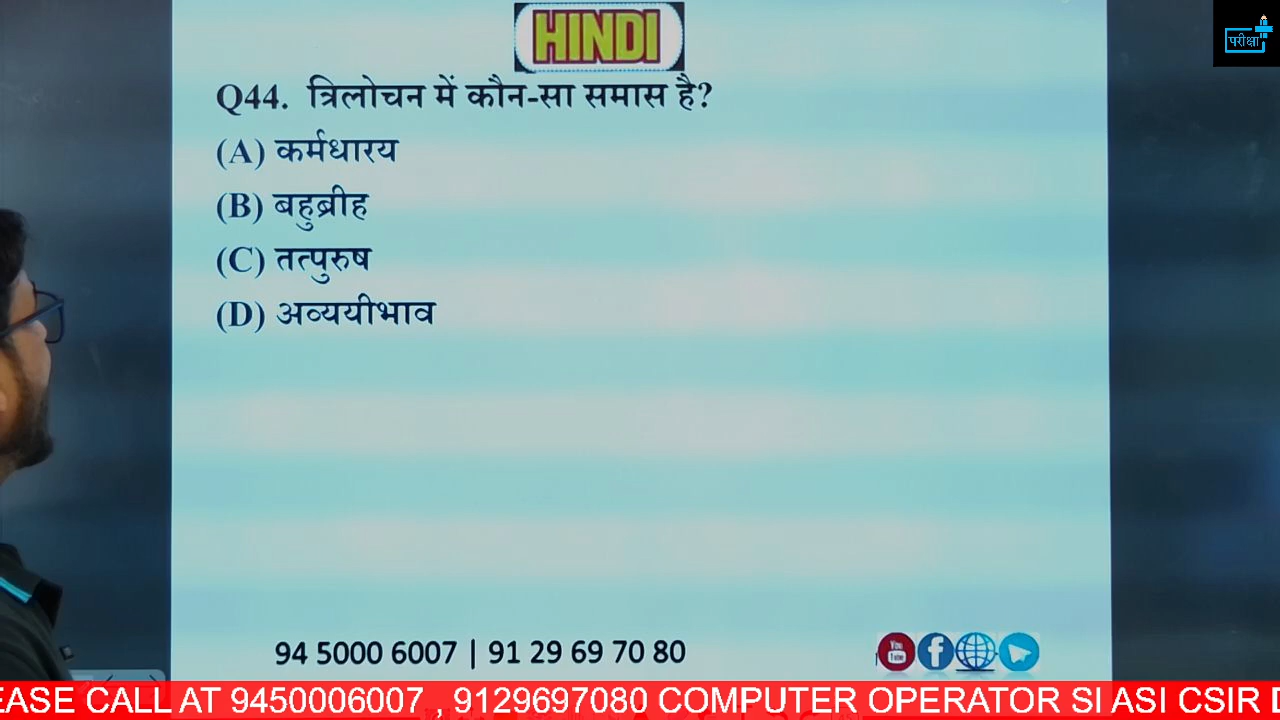 HINDI
परीक्षा
Q44. त्रिलोचन में कौन-सा समास है?
(A) कर्मधारय
(B) बहुब्रीह
(C) तत्पुरुष
(D) अव्ययीभाव
94 5000 6007 | 91 29 69 70 80
You
EASE CALL AT 9450006007 , 9129697080 COMPUTER OPERATOR SI ASI CSIR D